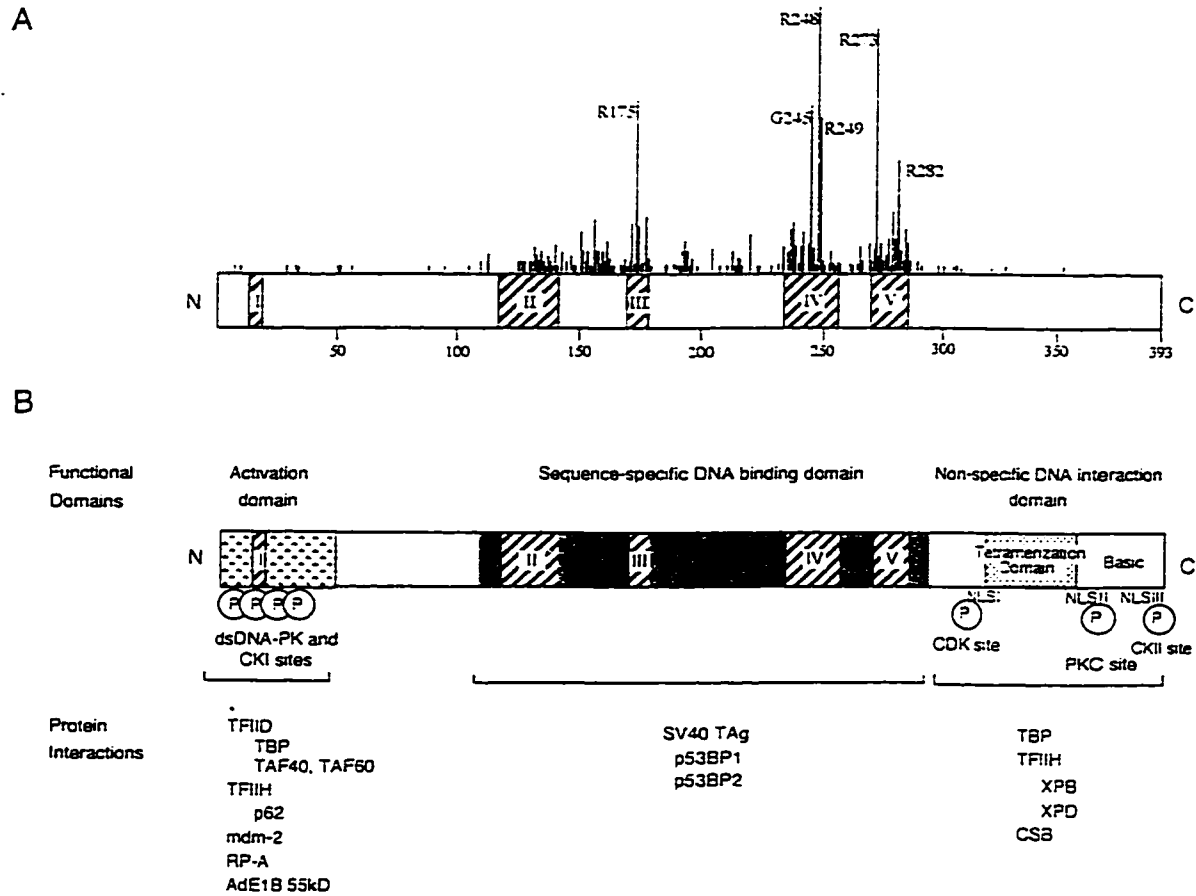 A
R248
R273
R175
G245
R249
R282
N I II III IV V C
50 100 150 200 250 300 350 393
B
Functional Domains
Activation domain
Sequence-specific DNA binding domain
Non-specific DNA interaction domain
N II III IV V Tetramerization Domain Basic C
NLSI NLSII NLSIII
P P P P P P P
dsDNA-PK and CKI sites
CDK site
PKC site
CKII site
Protein Interactions
TFIID
TBP
TAF40, TAF60
TFIIH
p62
mdm-2
RP-A
AdE1B 55kD
SV40 TAg
p53BP1
p53BP2
TBP
TFIIH
XPB
XPD
CSB